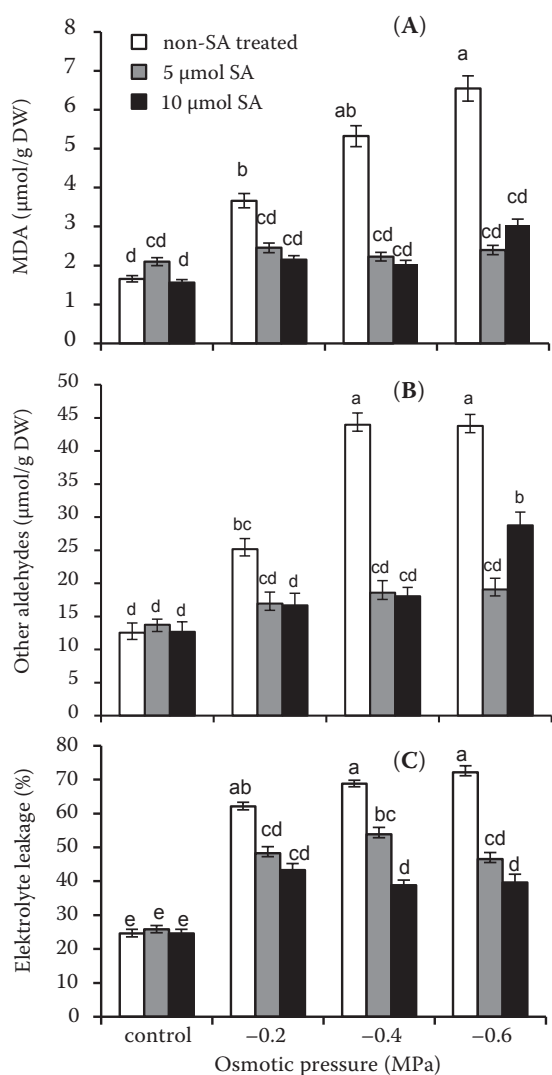 (A)
non-SA treated
5 µmol SA
10 µmol SA
MDA (µmol/g DW)
8
7
6
5
4
3
2
1
0
d cd d
b cd cd
ab cd cd
a cd cd
(B)
Other aldehydes (µmol/g DW)
50
45
40
35
30
25
20
15
10
5
0
d d d
bc cd d
a cd cd
a cd b
(C)
Elektrolyte leakage (%)
80
70
60
50
40
30
20
10
0
e e e
ab cd cd
a bc d
a cd d
control −0.2 −0.4 −0.6
Osmotic pressure (MPa)